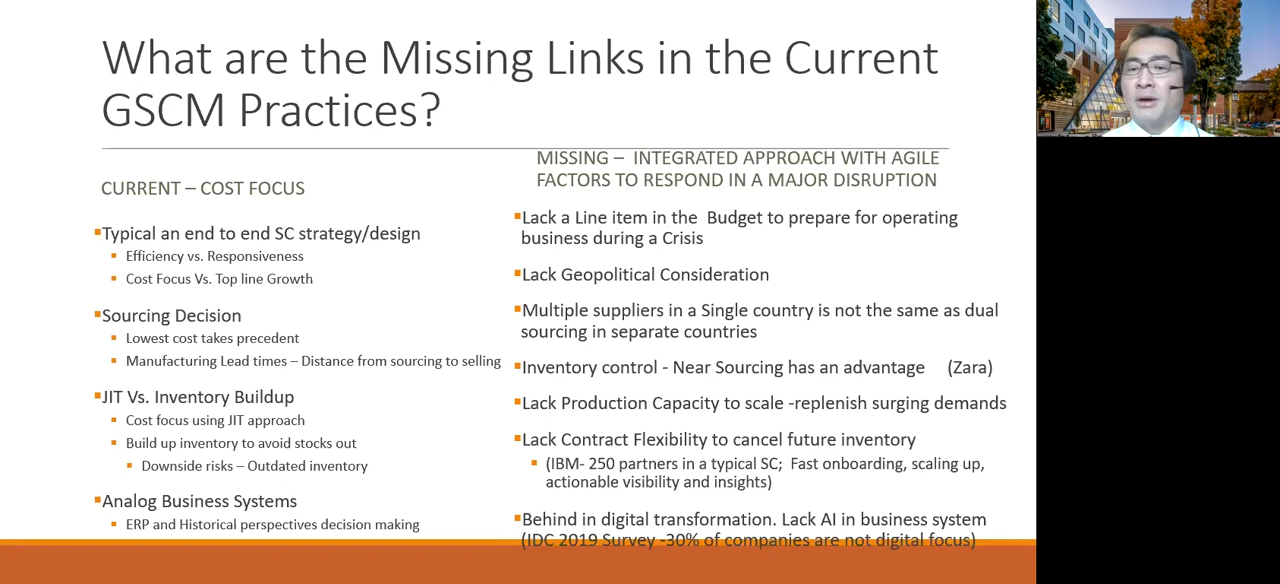 What are the Missing Links in the Current
GSCM Practices?
CURRENT – COST FOCUS
Typical an end to end SC strategy/design
Efficiency vs. Responsiveness
Cost Focus Vs. Top line Growth
Sourcing Decision
Lowest cost takes precedent
Manufacturing Lead times – Distance from sourcing to selling
JIT Vs. Inventory Buildup
Cost focus using JIT approach
Build up inventory to avoid stocks out
Downside risks – Outdated inventory
Analog Business Systems
ERP and Historical perspectives decision making
MISSING – INTEGRATED APPROACH WITH AGILE
FACTORS TO RESPOND IN A MAJOR DISRUPTION
Lack a Line item in the Budget to prepare for operating
business during a Crisis
Lack Geopolitical Consideration
Multiple suppliers in a Single country is not the same as dual
sourcing in separate countries
Inventory control - Near Sourcing has an advantage (Zara)
Lack Production Capacity to scale -replenish surging demands
Lack Contract Flexibility to cancel future inventory
(IBM- 250 partners in a typical SC; Fast onboarding, scaling up,
actionable visibility and insights)
Behind in digital transformation. Lack AI in business system
(IDC 2019 Survey -30% of companies are not digital focus)